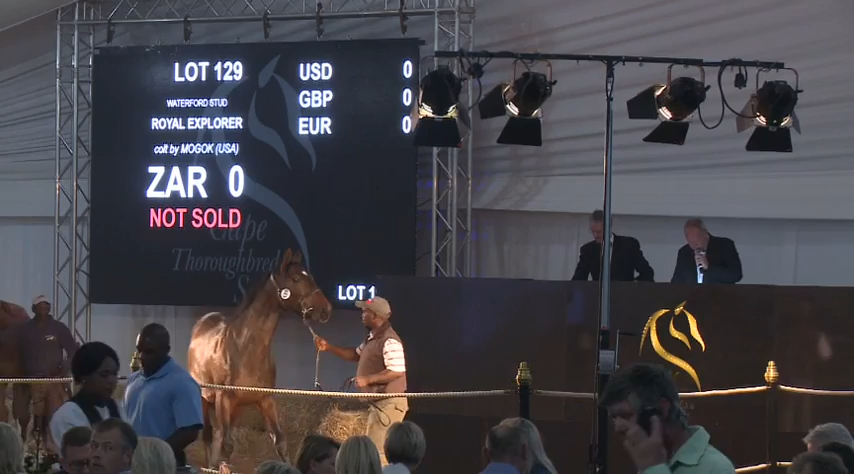 LOT 129
USD 0
GBP 0
EUR 0
WATERFORD STUD
ROYAL EXPLORER
colt by MOGOK (USA)
ZAR 0
NOT SOLD
Cape
Thoroughbred
LOT 1